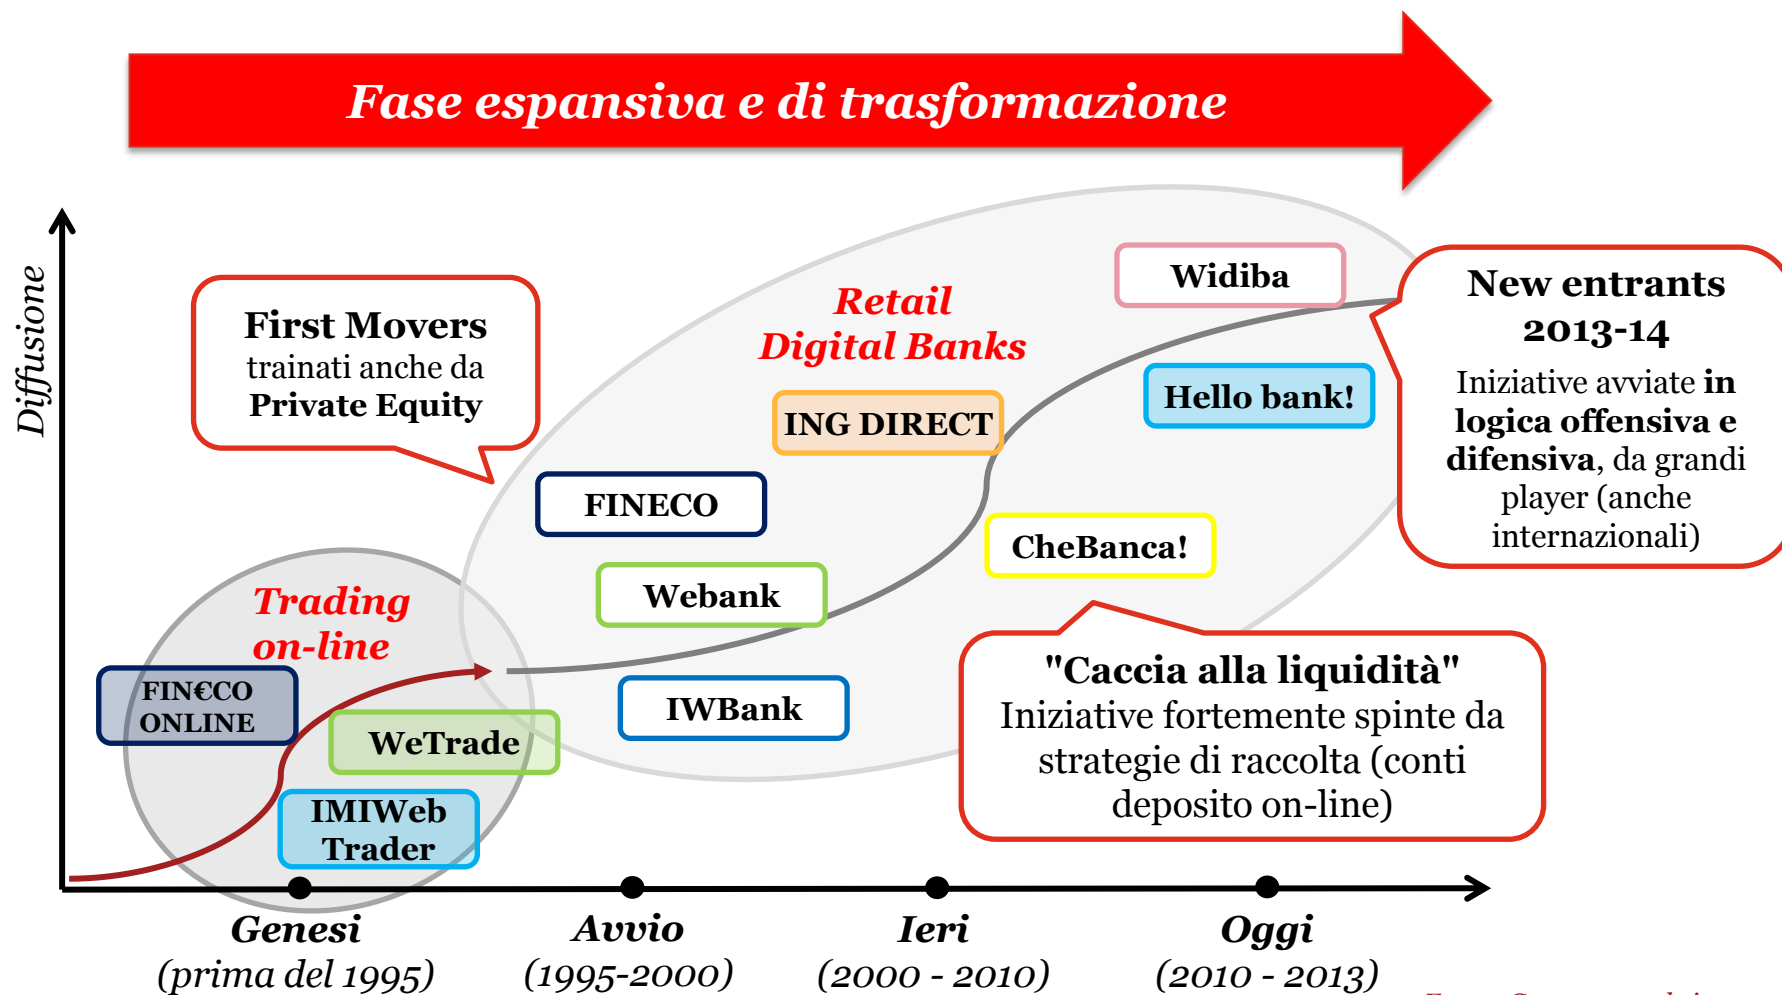 Fase espansiva e di trasformazione
Diffusione
First Movers
trainati anche da
Private Equity
Retail
Digital Banks
Widiba
New entrants
2013-14
Iniziative avviate in
logica offensiva e
difensiva, da grandi
player (anche
internazionali)
Hello bank!
ING DIRECT
FINECO
CheBanca!
Webank
Trading
on-line
"Caccia alla liquidità"
Iniziative fortemente spinte da
strategie di raccolta (conti
deposito on-line)
FIN€CO
ONLINE
IWBank
WeTrade
IMIWeb
Trader
Genesi
(prima del 1995)
Avvio
(1995-2000)
Ieri
(2000 - 2010)
Oggi
(2010 - 2013)